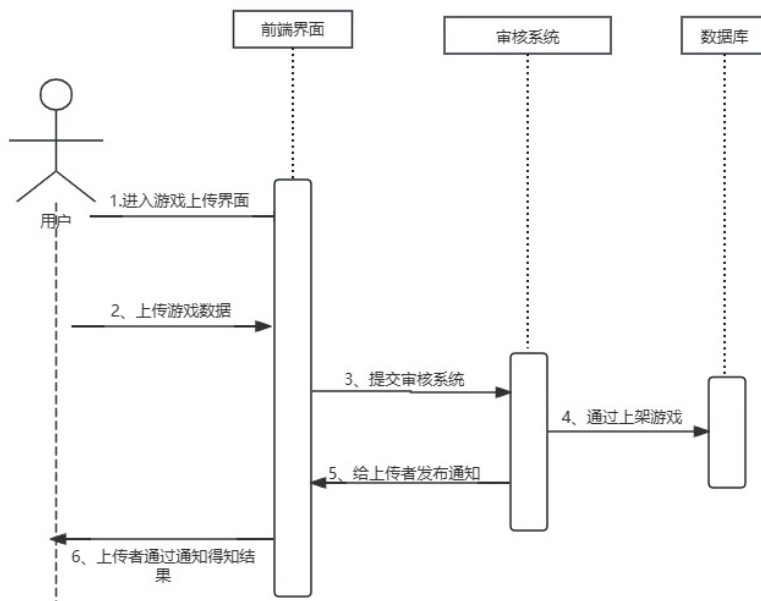 前端界面
审核系统
数据库
用户
1.进入游戏上传界面
2、上传游戏数据
3、提交审核系统
4、通过上架游戏
5、给上传者发布通知
6、上传者通过通知得知结
果